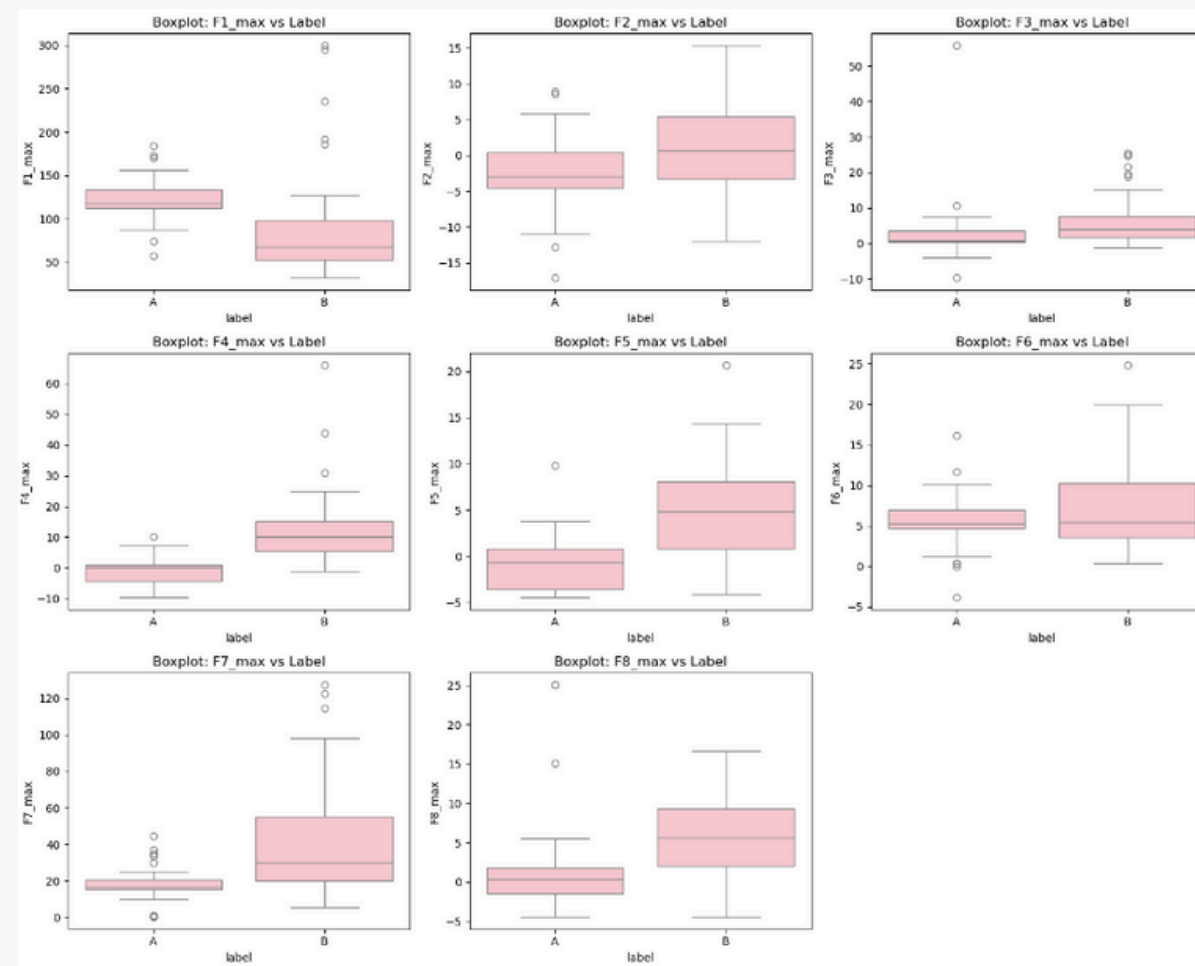 Boxplot: F1_max vs Label
F1_max
300
250
200
150
100
50
A B
label
Boxplot: F2_max vs Label
F2_max
15
10
5
0
−5
−10
−15
A B
label
Boxplot: F3_max vs Label
F3_max
50
40
30
20
10
0
−10
A B
label
Boxplot: F4_max vs Label
F4_max
60
50
40
30
20
10
0
−10
A B
label
Boxplot: F5_max vs Label
F5_max
20
15
10
5
0
−5
A B
label
Boxplot: F6_max vs Label
F6_max
25
20
15
10
5
0
−5
A B
label
Boxplot: F7_max vs Label
F7_max
120
100
80
60
40
20
0
A B
label
Boxplot: F8_max vs Label
F8_max
25
20
15
10
5
0
−5
A B
label